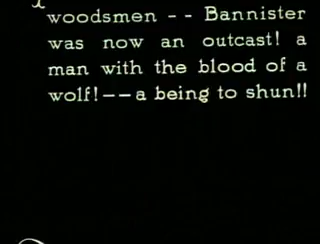 woodsmen -- Bannister
was now an outcast! a
man with the blood of a
wolf!--a being to shun!!